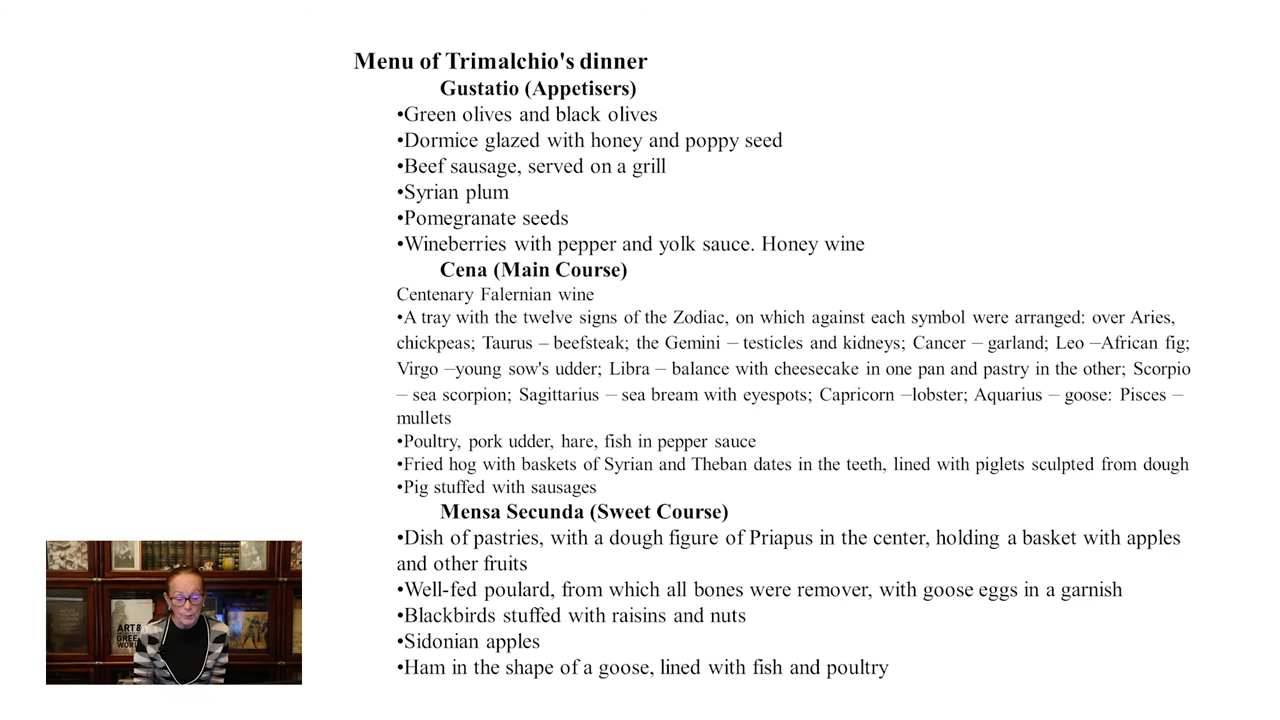 Menu of Trimalchio's dinner
Gustatio (Appetisers)
•Green olives and black olives
•Dormice glazed with honey and poppy seed
•Beef sausage, served on a grill
•Syrian plum
•Pomegranate seeds
•Wineberries with pepper and yolk sauce. Honey wine
Cena (Main Course)
Centenary Falernian wine
•A tray with the twelve signs of the Zodiac, on which against each symbol were arranged: over Aries,
chickpeas; Taurus – beefsteak; the Gemini – testicles and kidneys; Cancer – garland; Leo –African fig;
Virgo –young sow's udder; Libra – balance with cheesecake in one pan and pastry in the other; Scorpio
– sea scorpion; Sagittarius – sea bream with eyespots; Capricorn –lobster; Aquarius – goose: Pisces –
mullets
•Poultry, pork udder, hare, fish in pepper sauce
•Fried hog with baskets of Syrian and Theban dates in the teeth, lined with piglets sculpted from dough
•Pig stuffed with sausages
Mensa Secunda (Sweet Course)
•Dish of pastries, with a dough figure of Priapus in the center, holding a basket with apples
and other fruits
•Well-fed poulard, from which all bones were remover, with goose eggs in a garnish
•Blackbirds stuffed with raisins and nuts
•Sidonian apples
•Ham in the shape of a goose, lined with fish and poultry
ART&